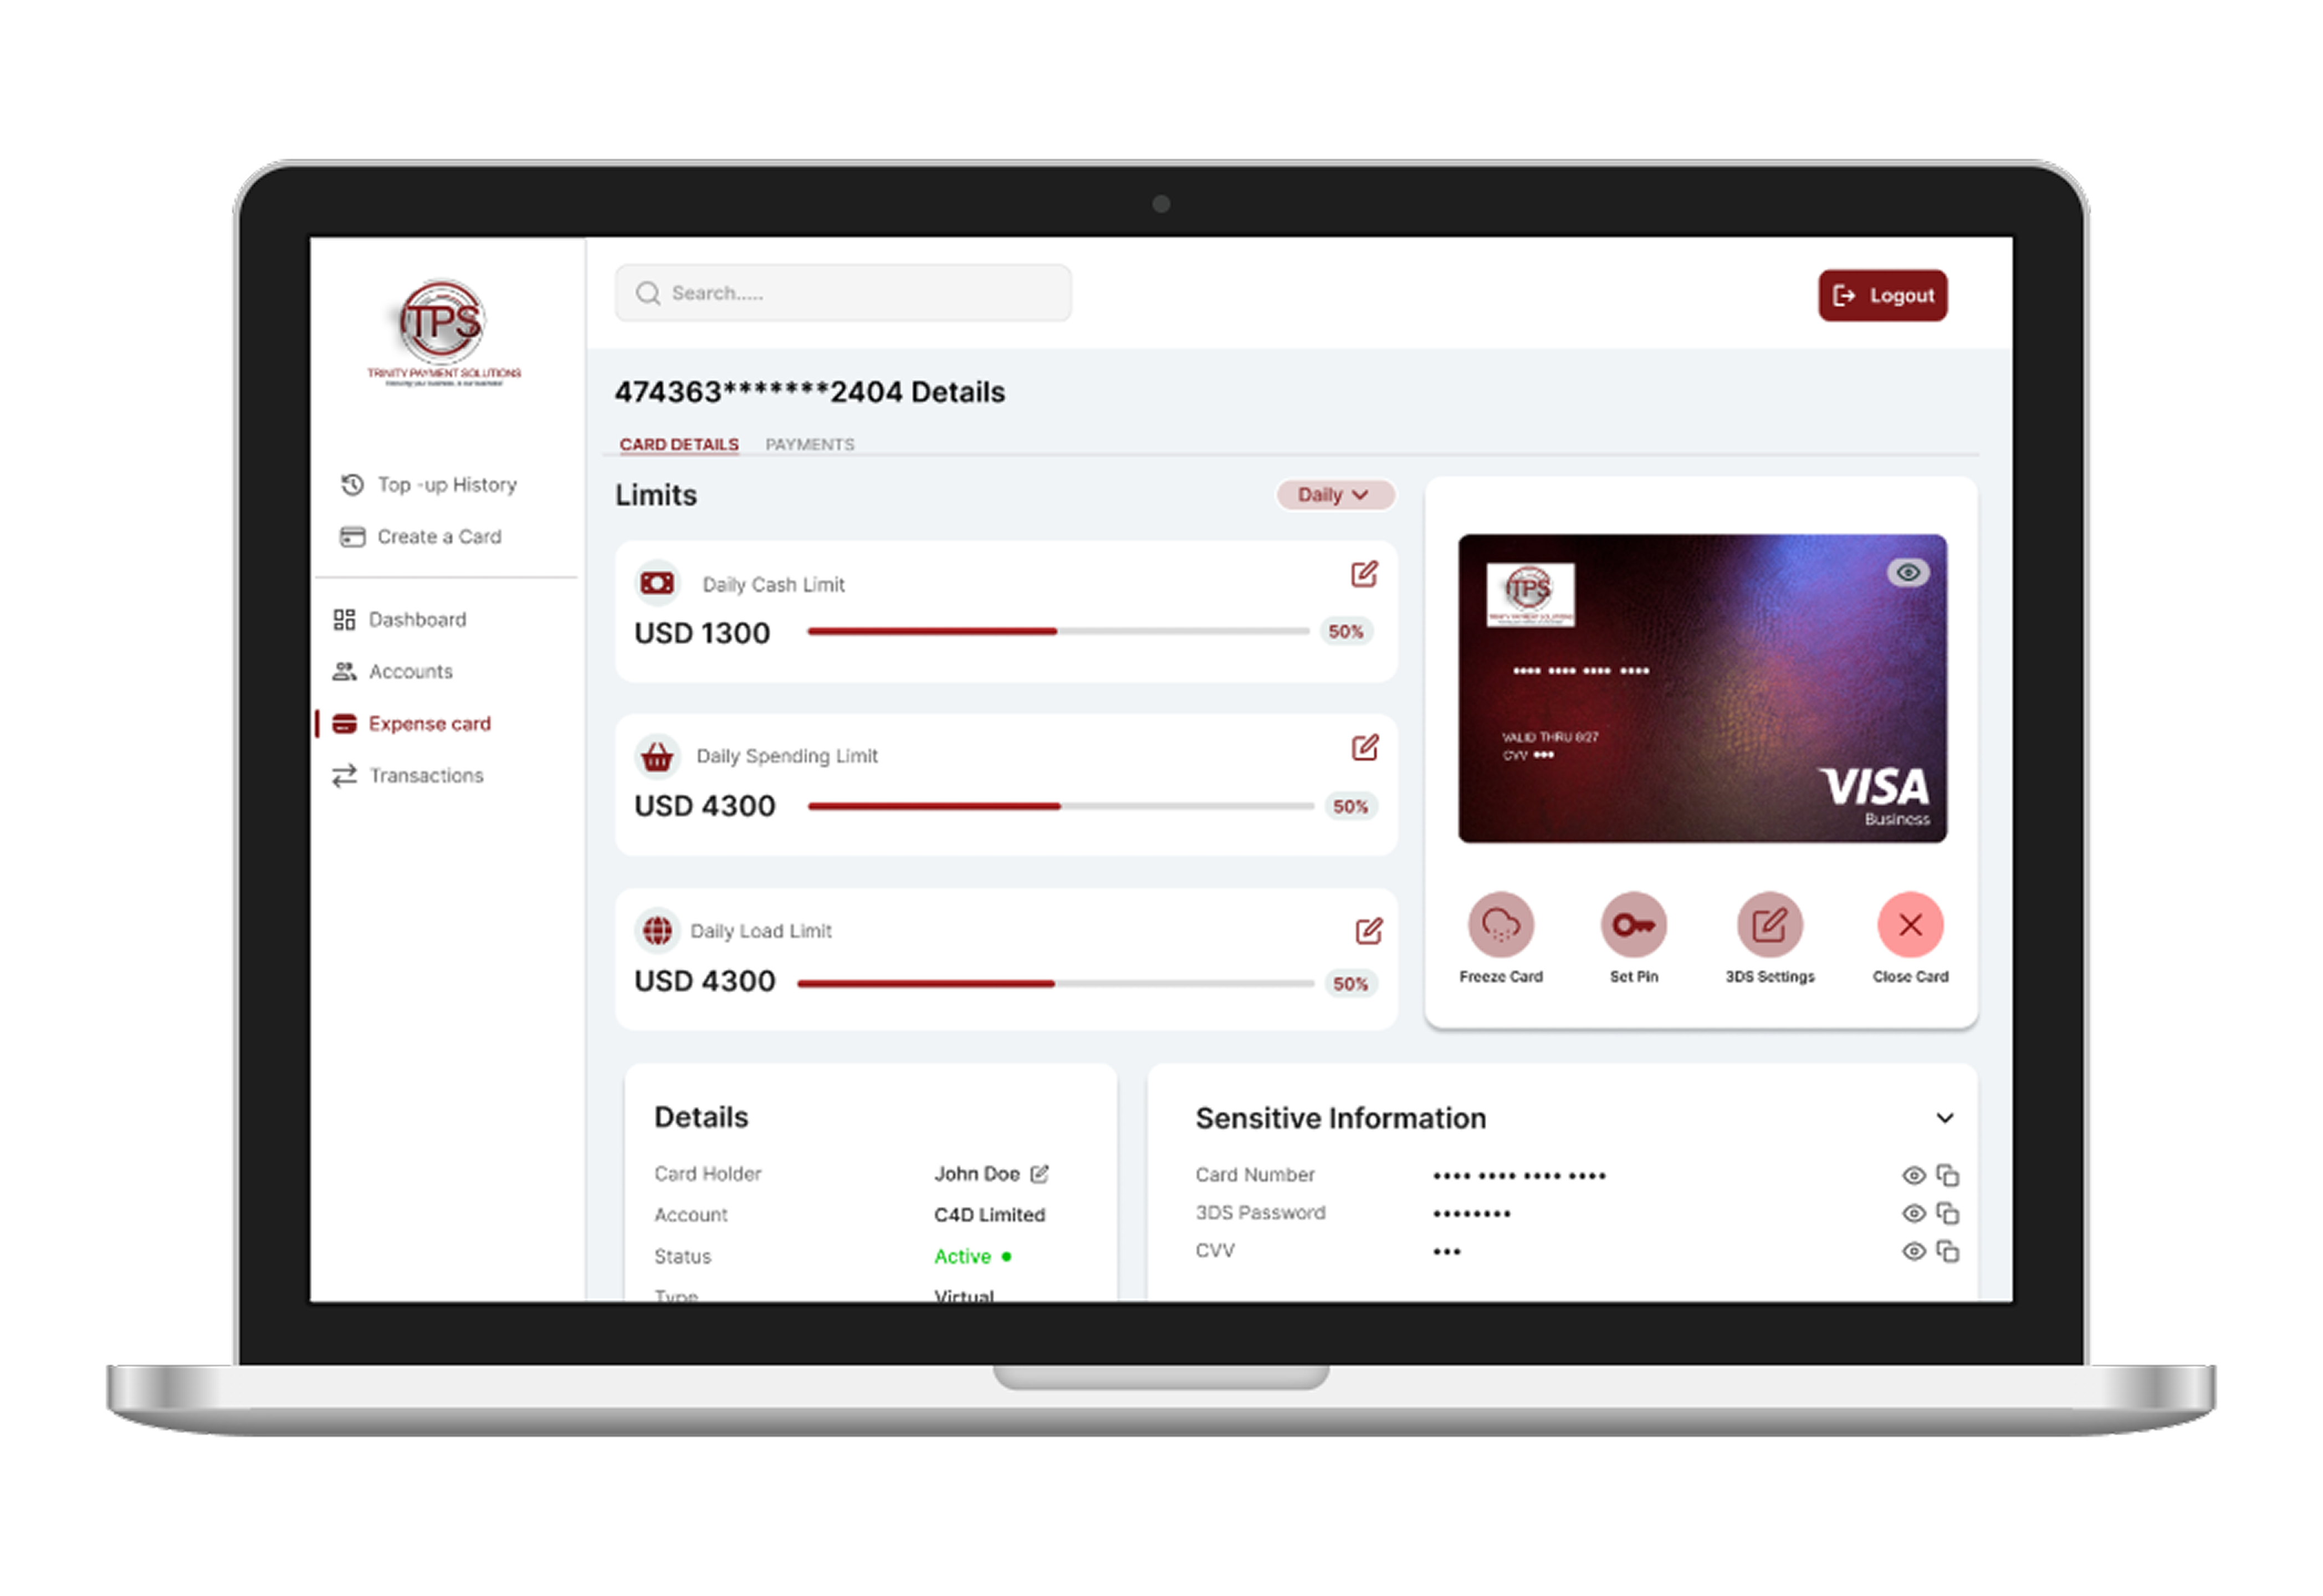 TPS
TRINITY PAYMENT SOLUTIONS
Top -up History
Create a Card
Dashboard
Accounts
Expense card
Transactions
Search.....
Logout
474363*******2404 Details
CARD DETAILS PAYMENTS
Limits
Daily
Daily Cash Limit
USD 1300
50%
Daily Spending Limit
USD 4300
50%
Daily Load Limit
USD 4300
50%
TPS
TRINITY PAYMENT SOLUTIONS
•••• •••• •••• ••••
VALID THRU 8/27
CVV •••
VISA
Business
Freeze Card
Set Pin
3DS Settings
Close Card
Details
Card Holder John Doe
Account C4D Limited
Status Active
Type Virtual
Sensitive Information
Card Number •••• •••• •••• ••••
3DS Password ••••••••
CVV •••